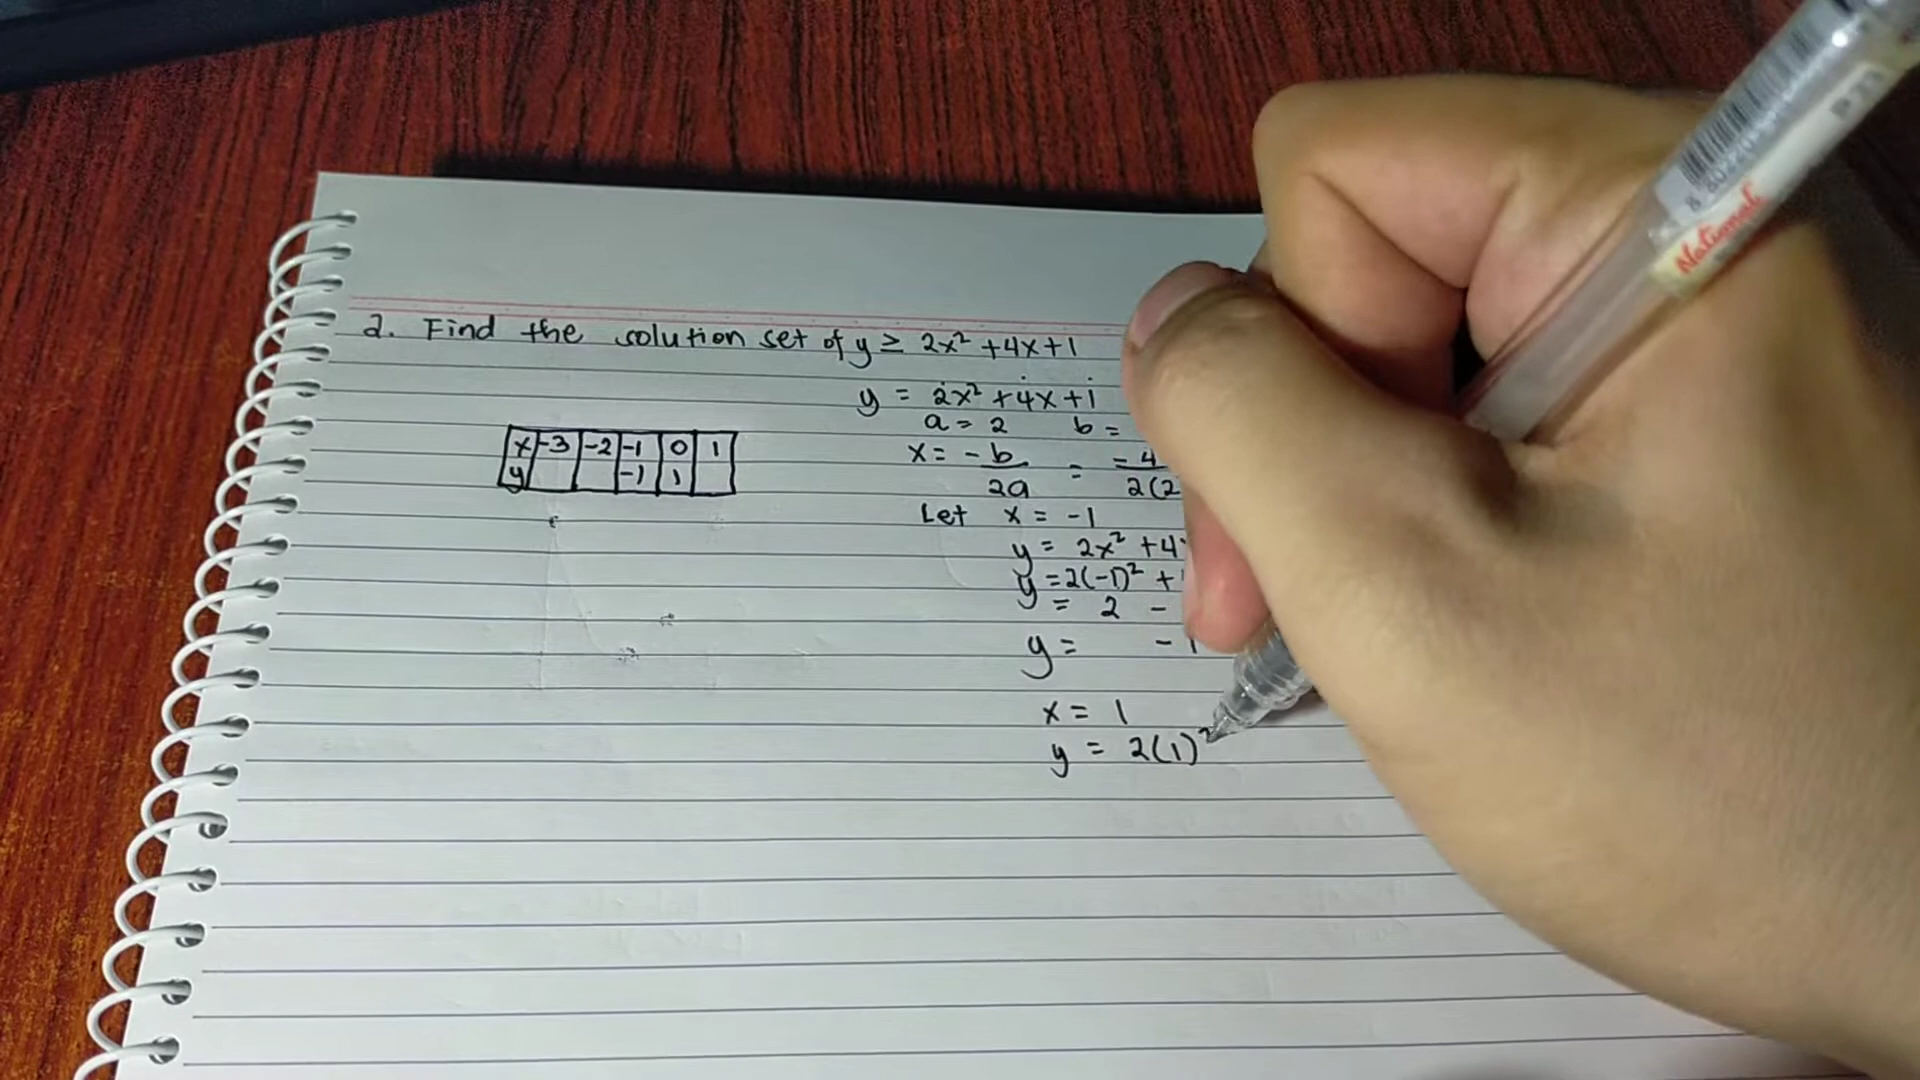 2. Find the solution set of y ≥ 2x² + 4x + 1
y = 2x² + 4x + 1
a = 2 b =
x -3 -2 -1 0 1
y -1 1
x = -b/2a = -4/2(2
Let x = -1
y = 2x² + 4
y = 2(-1)² +
= 2 -
y = -1
x = 1
y = 2(1)²
National